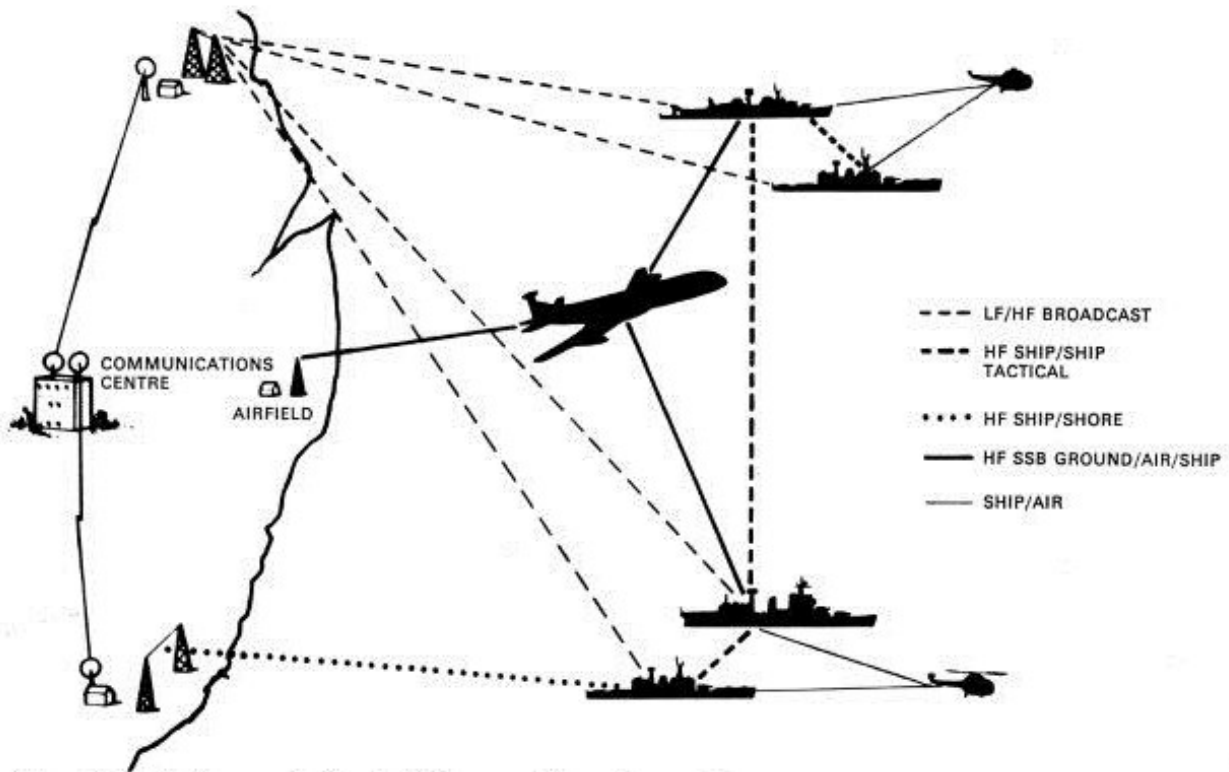 COMMUNICATIONS
CENTRE
AIRFIELD
LF/HF BROADCAST
HF SHIP/SHIP
TACTICAL
HF SHIP/SHORE
HF SSB GROUND/AIR/SHIP
SHIP/AIR